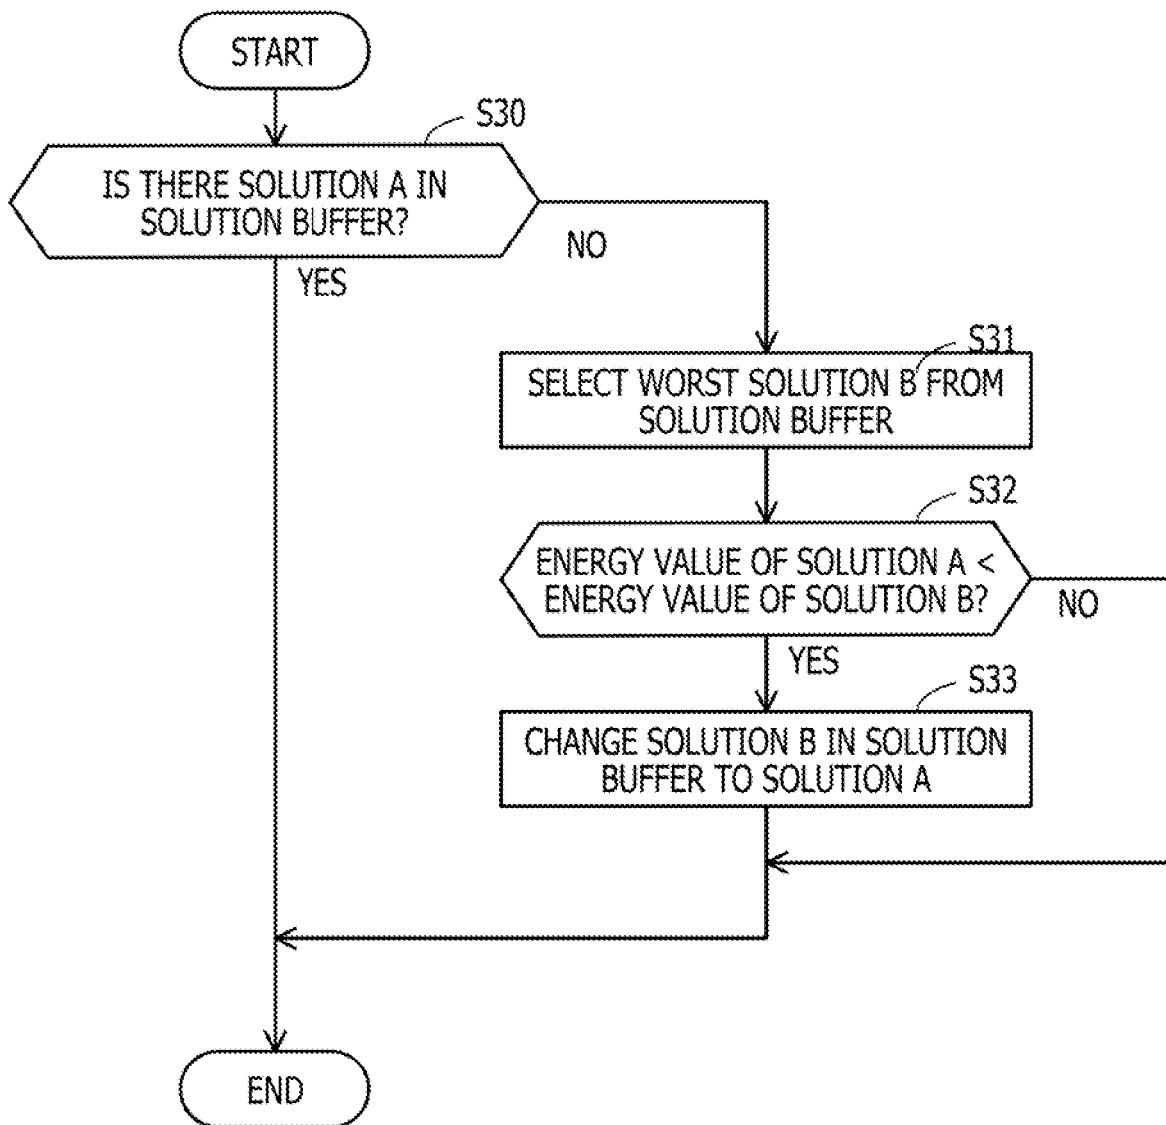 START
S30
IS THERE SOLUTION A IN
SOLUTION BUFFER?
NO
YES
S31
SELECT WORST SOLUTION B FROM
SOLUTION BUFFER
S32
ENERGY VALUE OF SOLUTION A <
ENERGY VALUE OF SOLUTION B?
NO
YES
S33
CHANGE SOLUTION B IN SOLUTION
BUFFER TO SOLUTION A
END